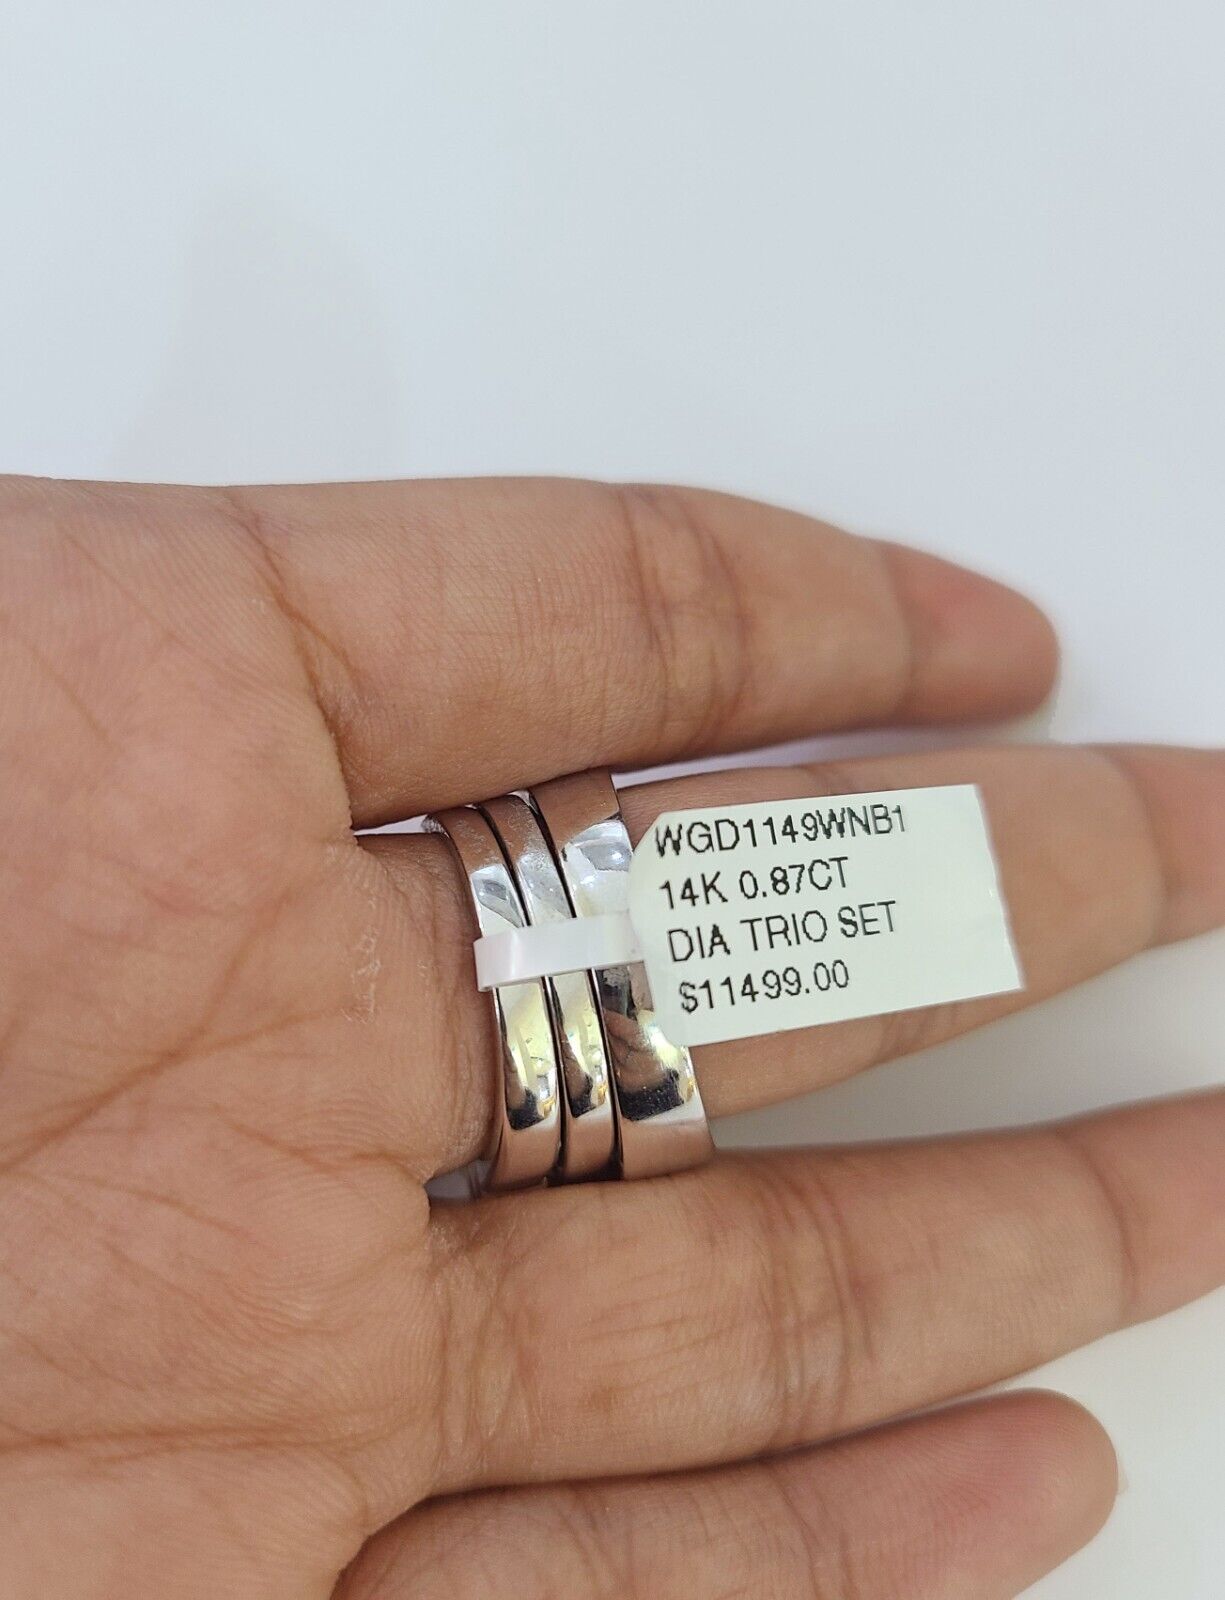 WGD1149WNB1
14K 0.87CT
DIA TRIO SET
$11499.00